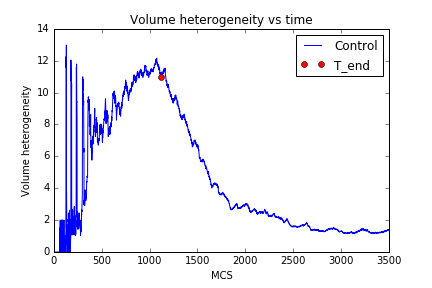 Volume heterogeneity vs time
14
12
10
8
6
4
2
0
Volume heterogeneity
Control
T_end
0 500 1000 1500 2000 2500 3000 3500
MCS